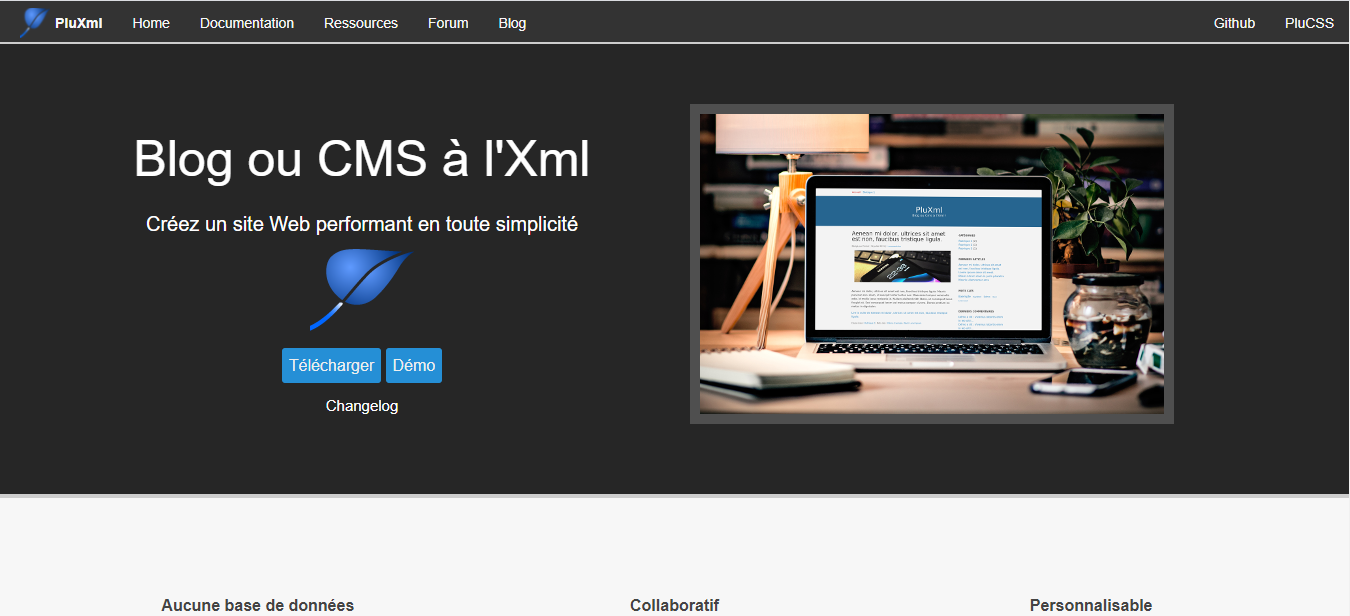 PluXml Home Documentation Ressources Forum Blog Github PluCSS
Blog ou CMS à l'Xml
Créez un site Web performant en toute simplicité
Télécharger Démo
Changelog
PluXml
Aenean mi dolor, ultrices sit amet
est non, faucibus tristique ligula.
Aucune base de données Collaboratif Personnalisable